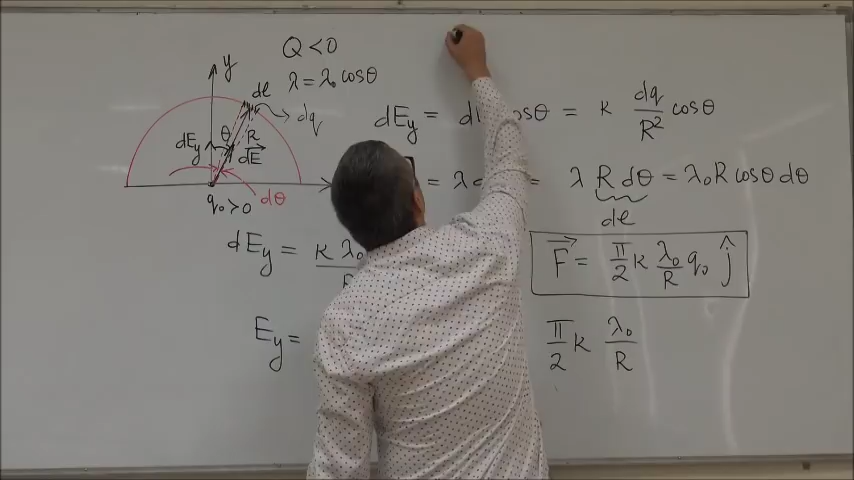 Q < 0
λ = λ₀ cosθ
y
dl
dq
θ
R
dE_y
dE⃗
q₀ > 0
dθ
dE_y = cosθ = K dq/R² cosθ
= λ = λ R dθ = λ₀ R cosθ dθ
dl
dE_y = K λ₀
F⃗ = π/2 K λ₀/R q₀ ĵ
E_y = π/2 K λ₀/R